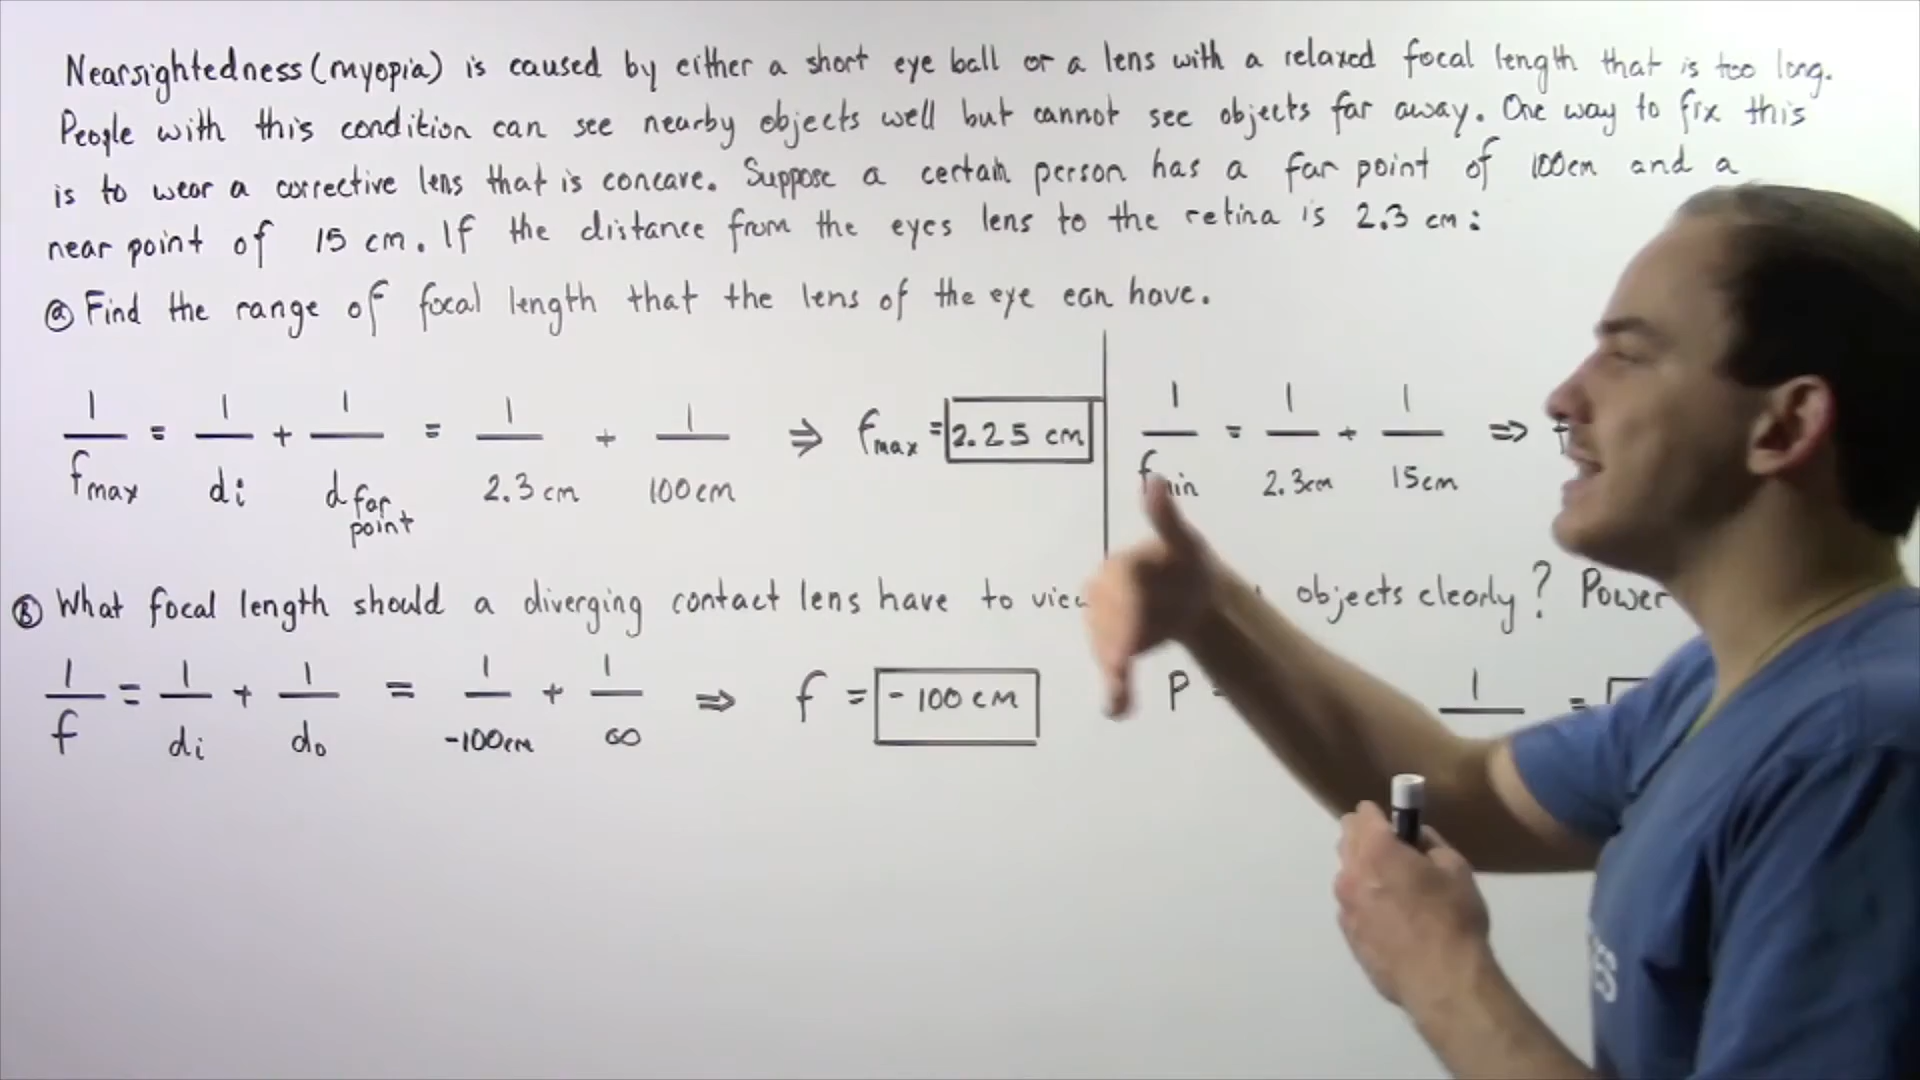 Nearsightedness (myopia) is caused by either a short eye ball or a lens with a relaxed focal length that is too long.
People with this condition can see nearby objects well but cannot see objects far away. One way to fix this
is to wear a corrective lens that is concave. Suppose a certain person has a far point of 100cm and a
near point of 15 cm. If the distance from the eyes lens to the retina is 2.3 cm:
ⓐ Find the range of focal length that the lens of the eye can have.
1/fmax = 1/di + 1/dfar point = 1/2.3 cm + 1/100cm ⇒ fmax = 2.25 cm
1/fmin = 1/2.3cm + 1/15cm ⇒ f
Ⓑ What focal length should a diverging contact lens have to view objects clearly? Power
1/f = 1/di + 1/do = 1/-100cm + 1/∞ ⇒ f = -100 cm
P = 1 =